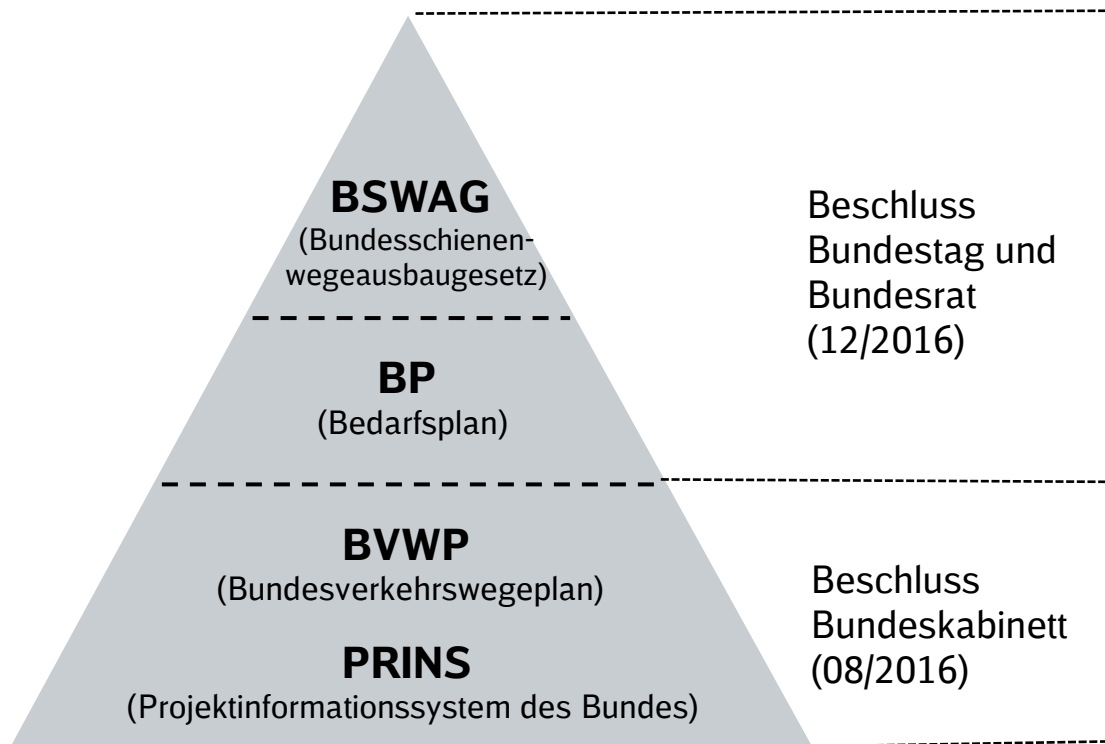 BSWAG
(Bundesschienen-
wegeausbaugesetz)
Beschluss
Bundestag und
Bundesrat
(12/2016)
BP
(Bedarfsplan)
BVWP
(Bundesverkehrswegeplan)
Beschluss
Bundeskabinett
(08/2016)
PRINS
(Projektinformationssystem des Bundes)